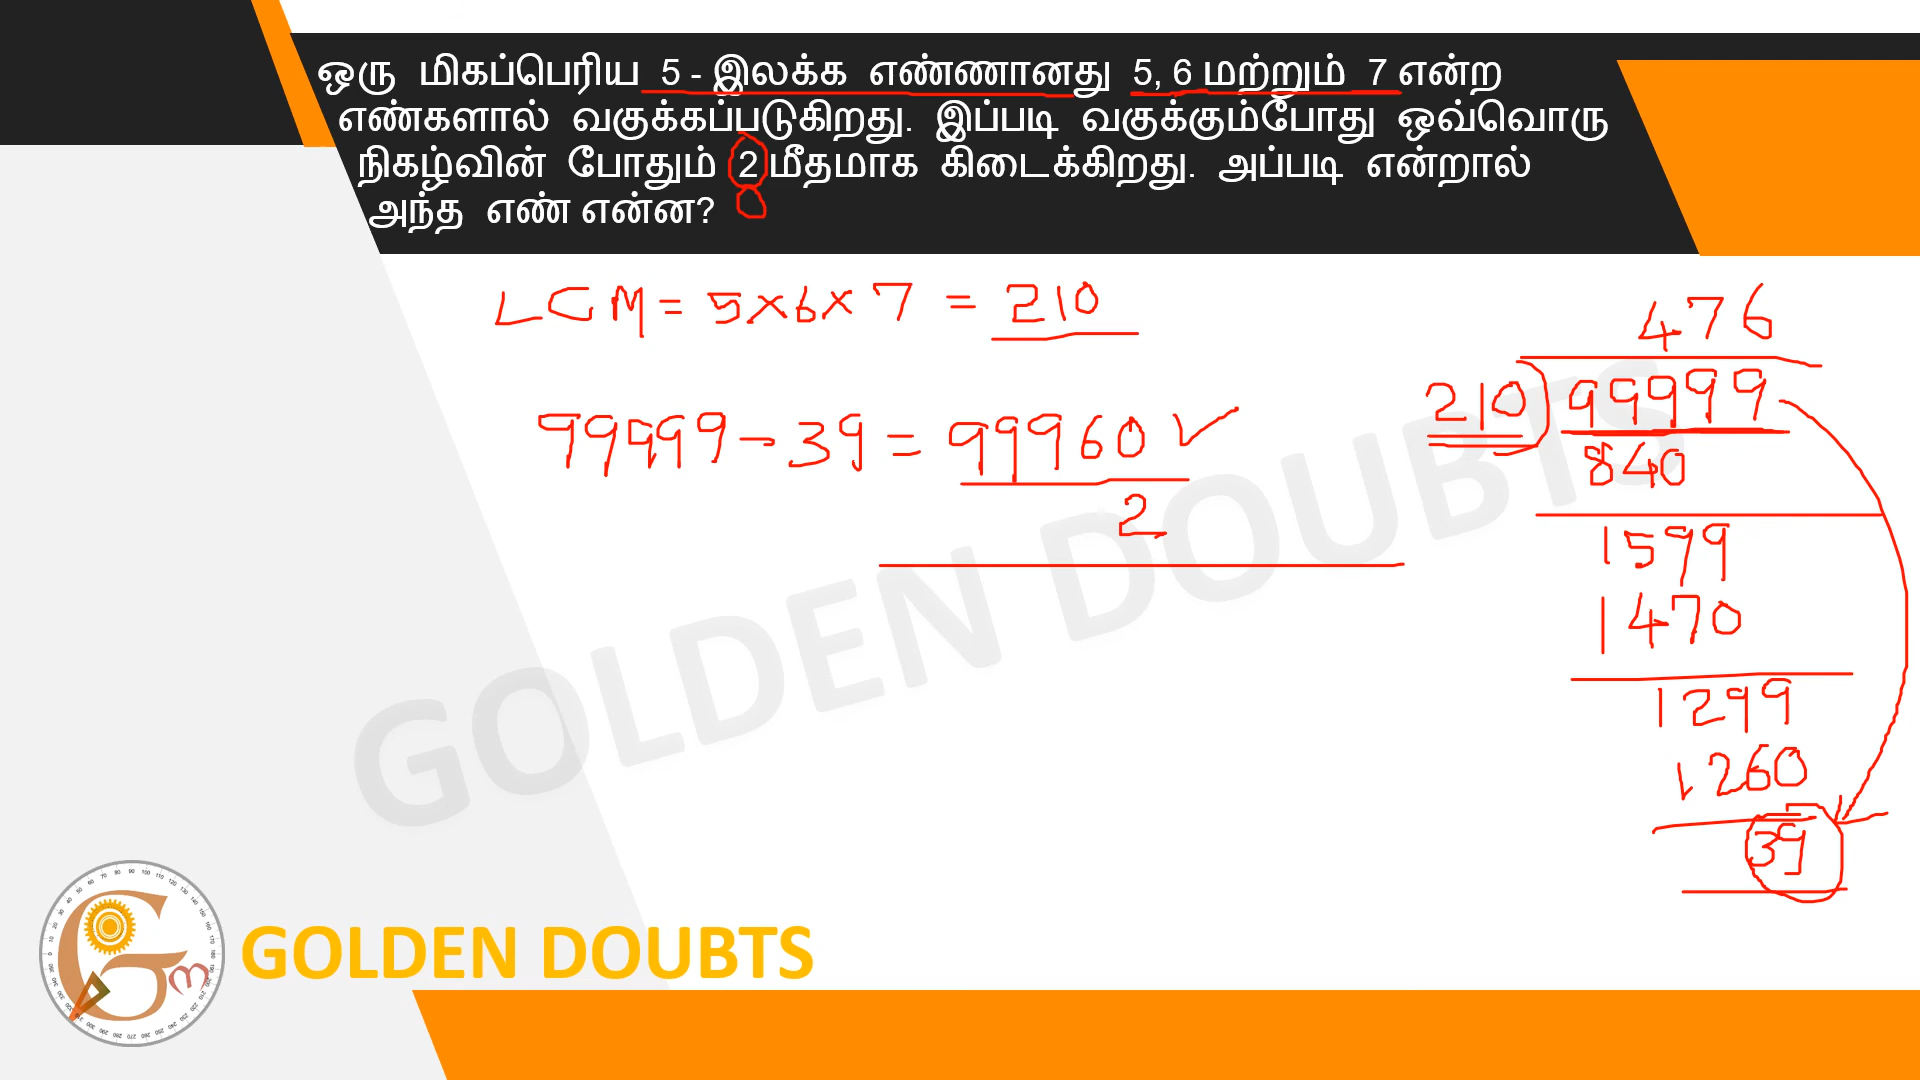 ஒரு மிகப்பெரிய 5 - இலக்க எண்ணானது 5, 6 மற்றும் 7 என்ற
எண்களால் வகுக்கப்படுகிறது. இப்படி வகுக்கும்போது ஒவ்வொரு
நிகழ்வின் போதும் 2 மீதமாக கிடைக்கிறது. அப்படி என்றால்
அந்த எண் என்ன? 0
LCM = 5 × 6 × 7 = 210
99999 - 39 = 99960 ✓
2
476
210 ) 99999
840
1599
1470
1299
1260
39
GOLDEN DOUBTS
Gm
GOLDEN DOUBTS